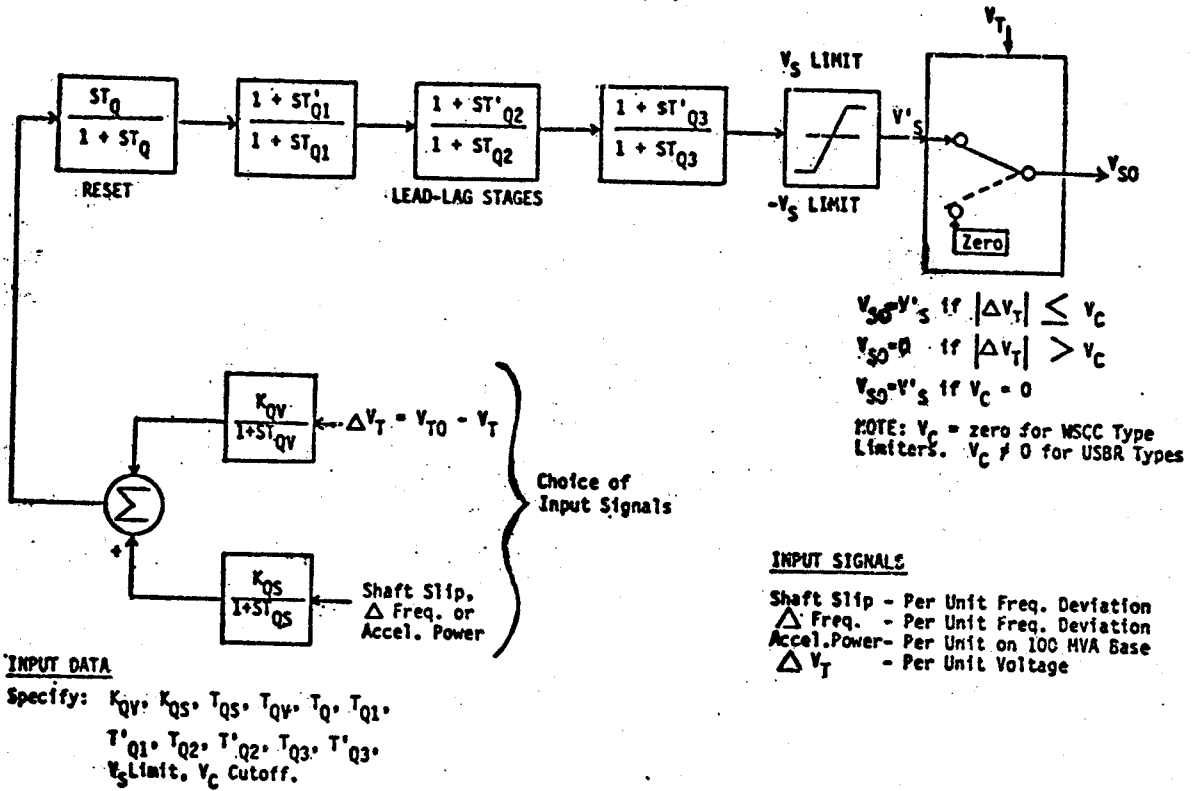 V_T
V_S LIMIT
ST_Q
1 + ST_Q
RESET
1 + ST'_Q1
1 + ST_Q1
1 + ST'_Q2
1 + ST_Q2
LEAD-LAG STAGES
1 + ST'_Q3
1 + ST_Q3
-V_S LIMIT
V'_S
Zero
V_SO
V_SO=V'_S if |ΔV_T| ≤ V_C
V_SO=0 if |ΔV_T| > V_C
V_SO=V'_S if V_C = 0
NOTE: V_C = zero for WSCC Type
Limiters. V_C ≠ 0 for USBR Types
K_QV
1+ST_QV
ΔV_T = V_TO - V_T
Σ
+
K_QS
1+ST_QS
Shaft Slip,
Δ Freq. or
Accel. Power
Choice of
Input Signals
INPUT SIGNALS
Shaft Slip - Per Unit Freq. Deviation
Δ Freq. - Per Unit Freq. Deviation
Accel.Power- Per Unit on 100 MVA Base
Δ V_T - Per Unit Voltage
INPUT DATA
Specify: K_QV, K_QS, T_QS, T_QV, T_Q, T_Q1,
T'_Q1, T_Q2, T'_Q2, T_Q3, T'_Q3,
V_S Limit, V_C Cutoff.